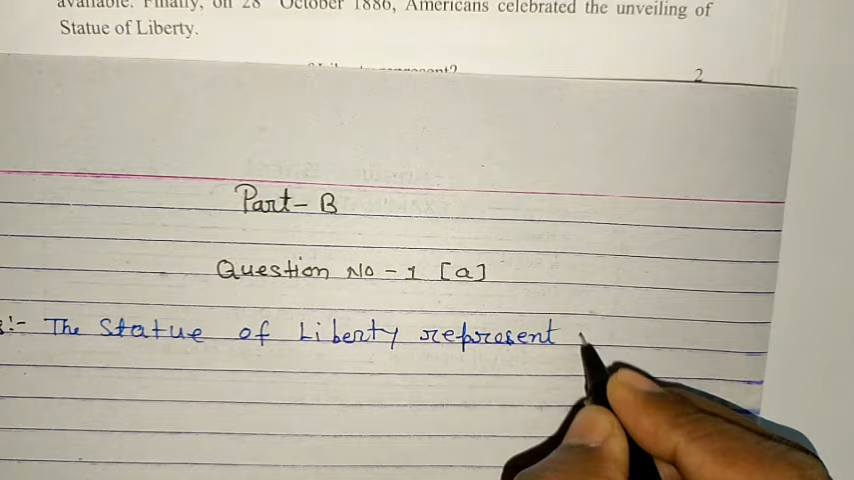 available. Finally, on 28 October 1886, Americans celebrated the unveiling of
Statue of Liberty.
2
Part - B
Question No - 1 [a]
:- The Statue of Liberty represent